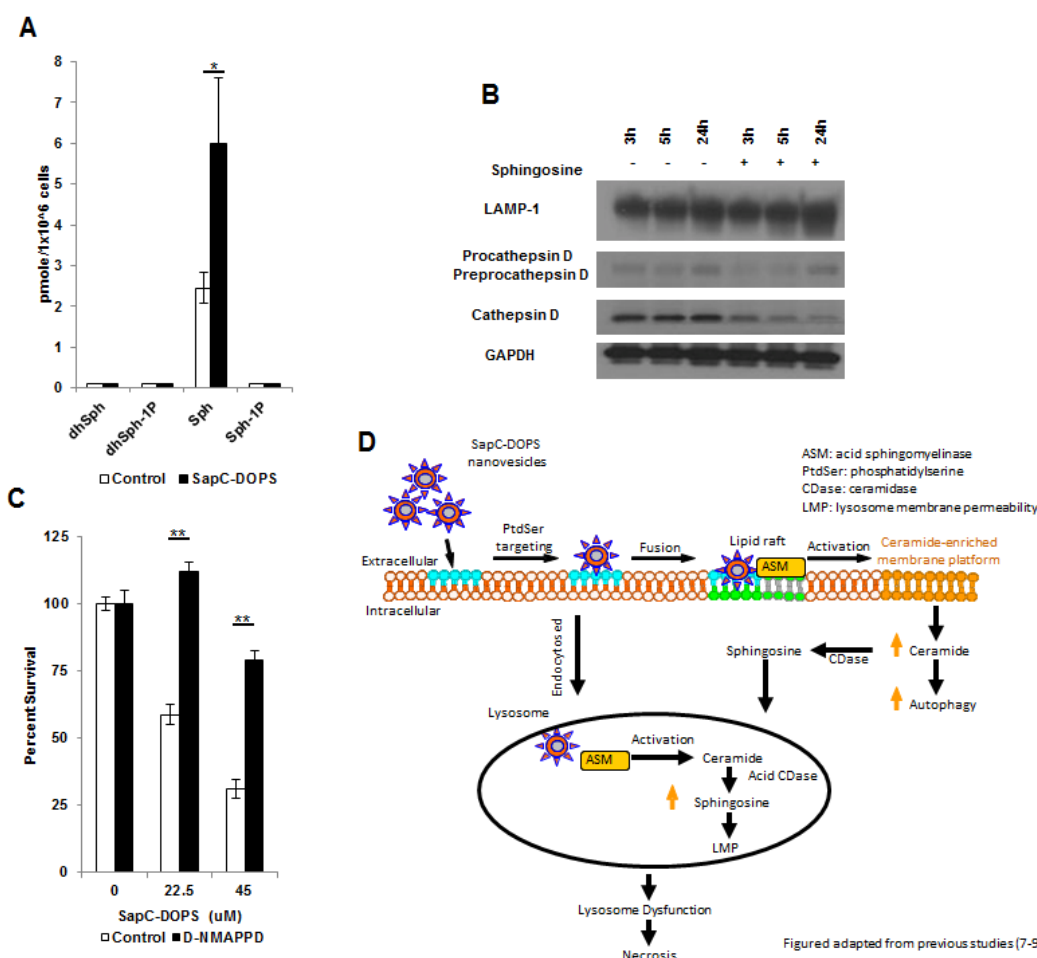 A
8
7
6
5
4
3
2
1
0
pmole/1x10^6 cells
*
dhSph
dhSph-1P
Sph
Sph-1P
Control SapC-DOPS
B
3h 5h 24h 3h 5h 24h
Sphingosine - - - + + +
LAMP-1
Procathepsin D
Preprocathepsin D
Cathepsin D
GAPDH
C
125
100
75
50
25
0
Percent Survival
**
**
0 22.5 45
SapC-DOPS (uM)
Control D-NMAPPD
D
SapC-DOPS
nanovesicles
ASM: acid sphingomyelinase
PtdSer: phosphatidylserine
CDase: ceramidase
LMP: lysosome membrane permeability
PtdSer
targeting
Fusion
Lipid raft
Activation
Ceramide-enriched
membrane platform
ASM
Extracellular
Intracellular
Endocytosed
Sphingosine
CDase
Ceramide
Autophagy
Lysosome
Activation
ASM
Ceramide
Acid CDase
Sphingosine
LMP
Lysosome Dysfunction
Necrosis
Figured adapted from previous studies (7-9